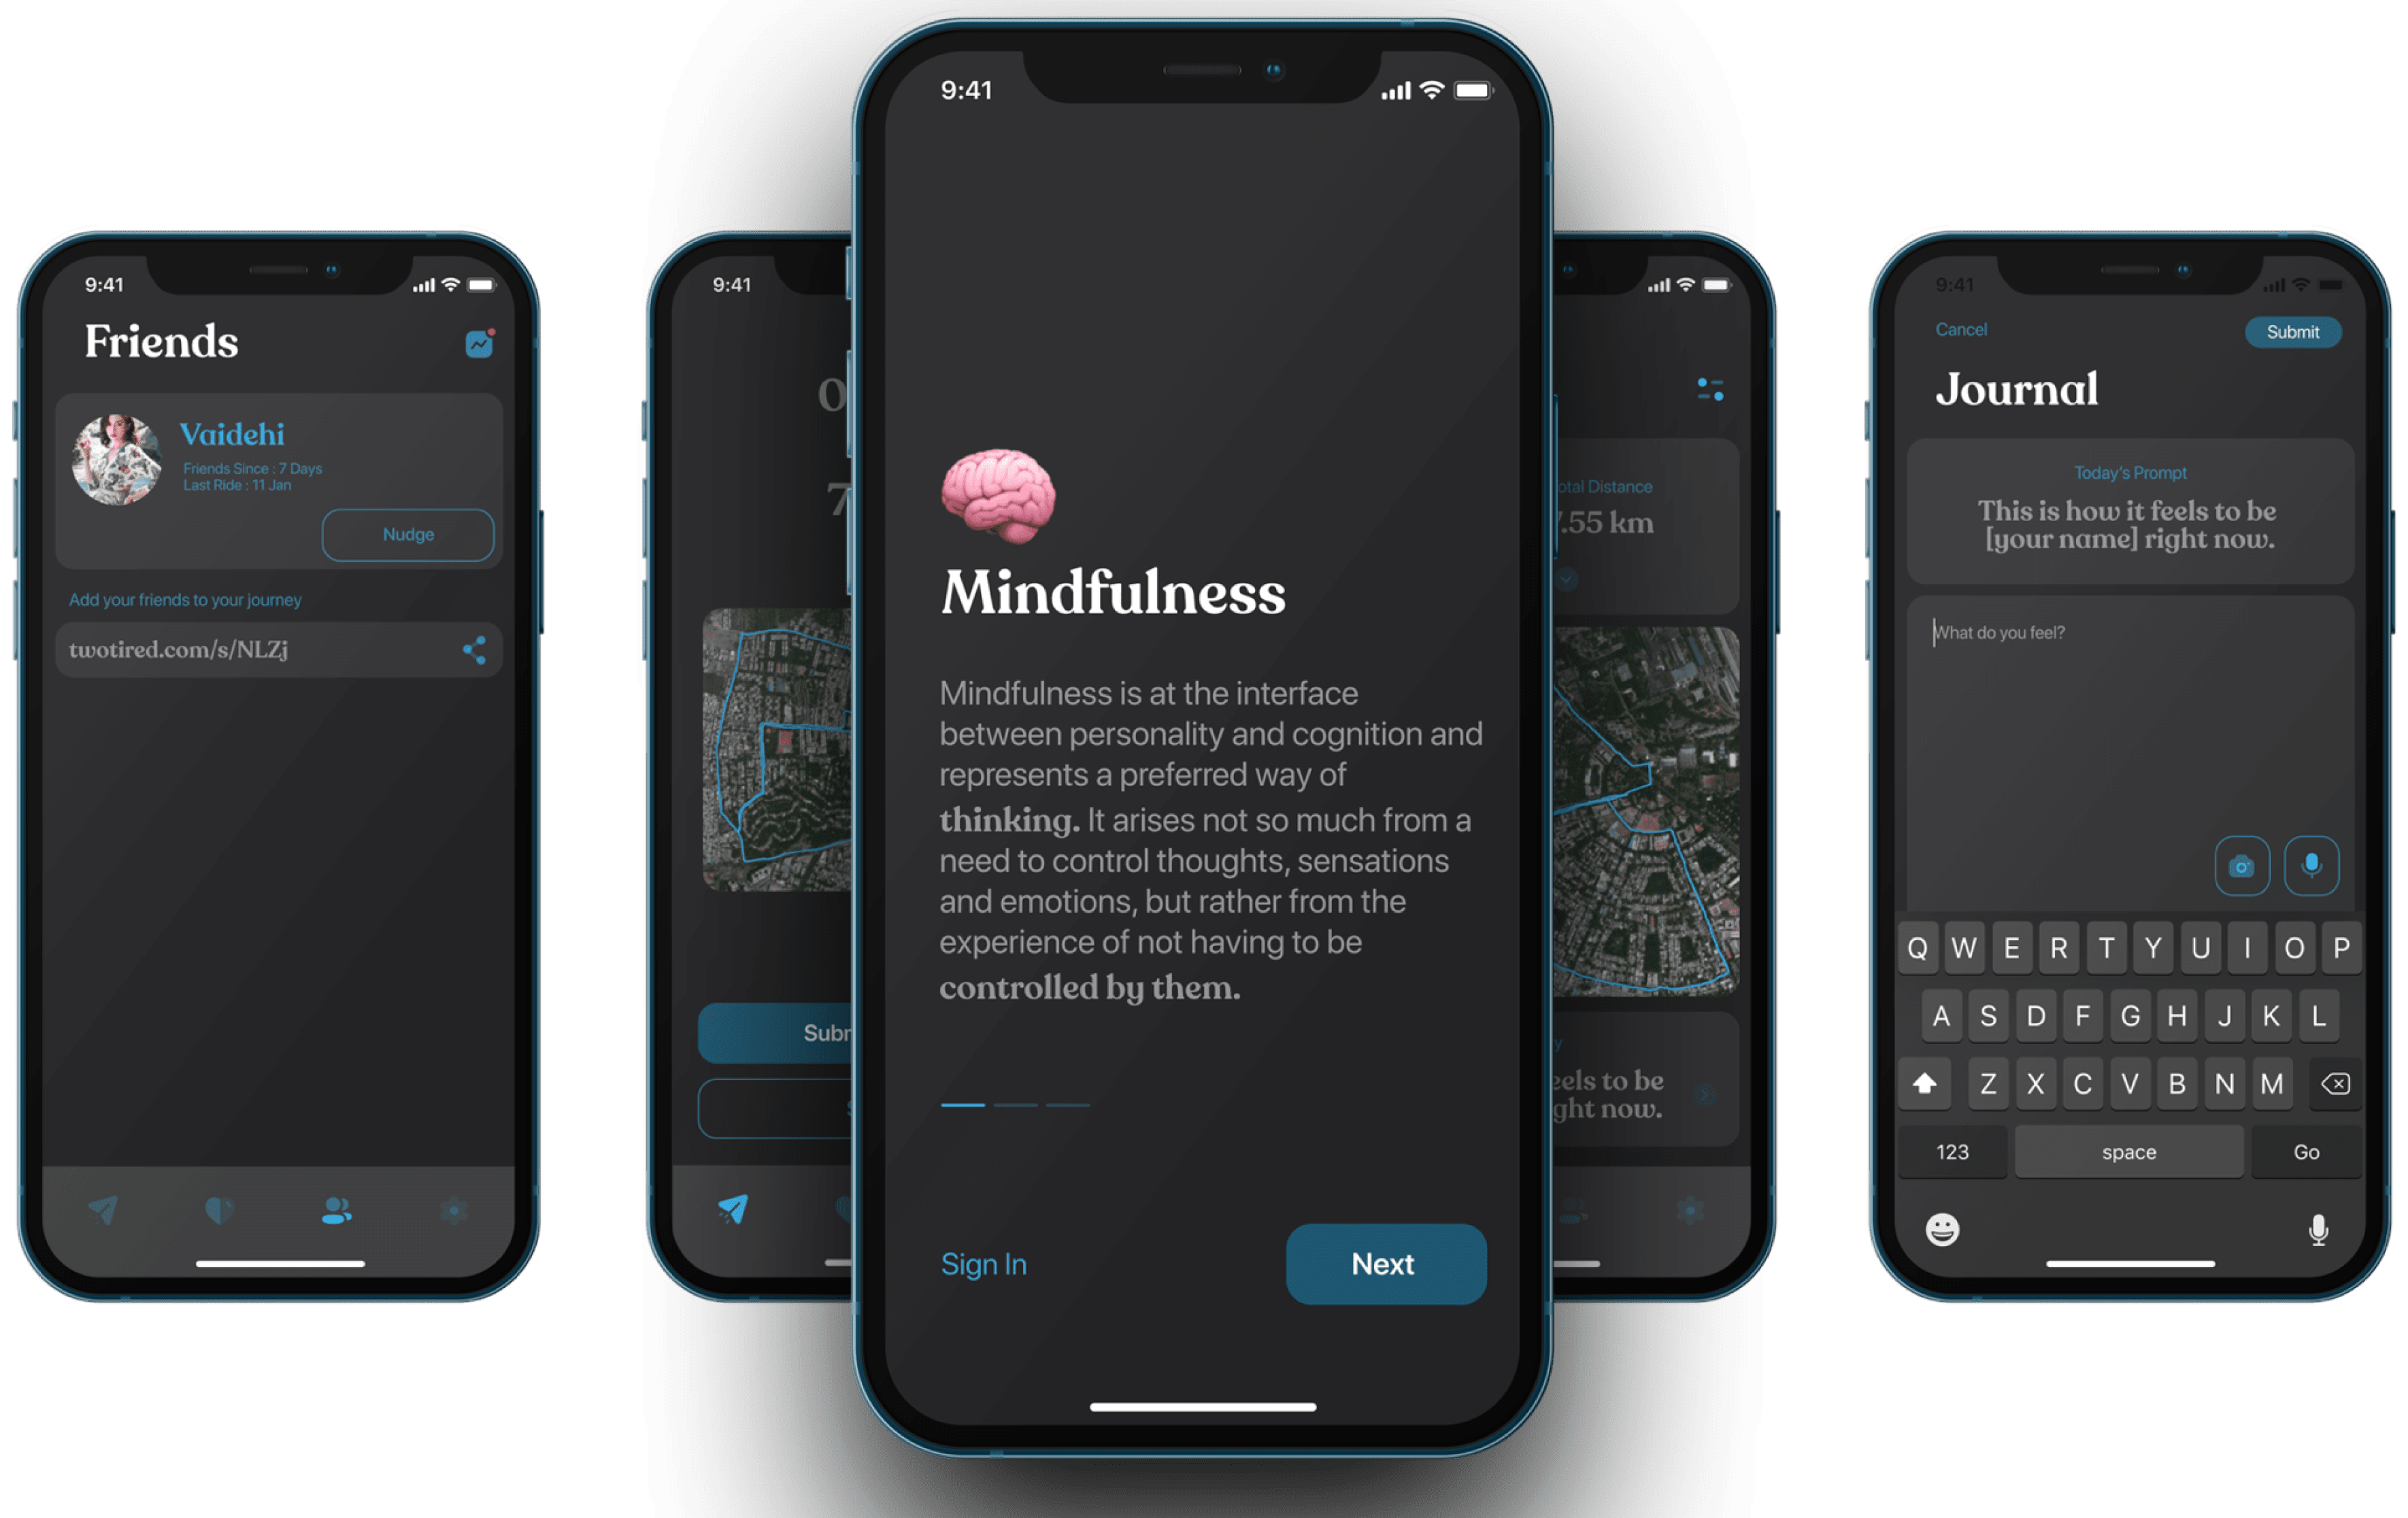 9:41
Friends
Vaidehi
Friends Since : 7 Days
Last Ride : 11 Jan
Nudge
Add your friends to your journey
twotired.com/s/NLZj
9:41
0
7
9:41
Mindfulness
Mindfulness is at the interface
between personality and cognition and
represents a preferred way of
thinking. It arises not so much from a
need to control thoughts, sensations
and emotions, but rather from the
experience of not having to be
controlled by them.
Sign In
Next
Distance
.55 km
to be
now.
9:41
Cancel
Submit
Journal
Today's Prompt
This is how it feels to be
[your name] right now.
What do you feel?
Q W E R T Y U I O P
A S D F G H J K L
Z X C V B N M
123
space
Go